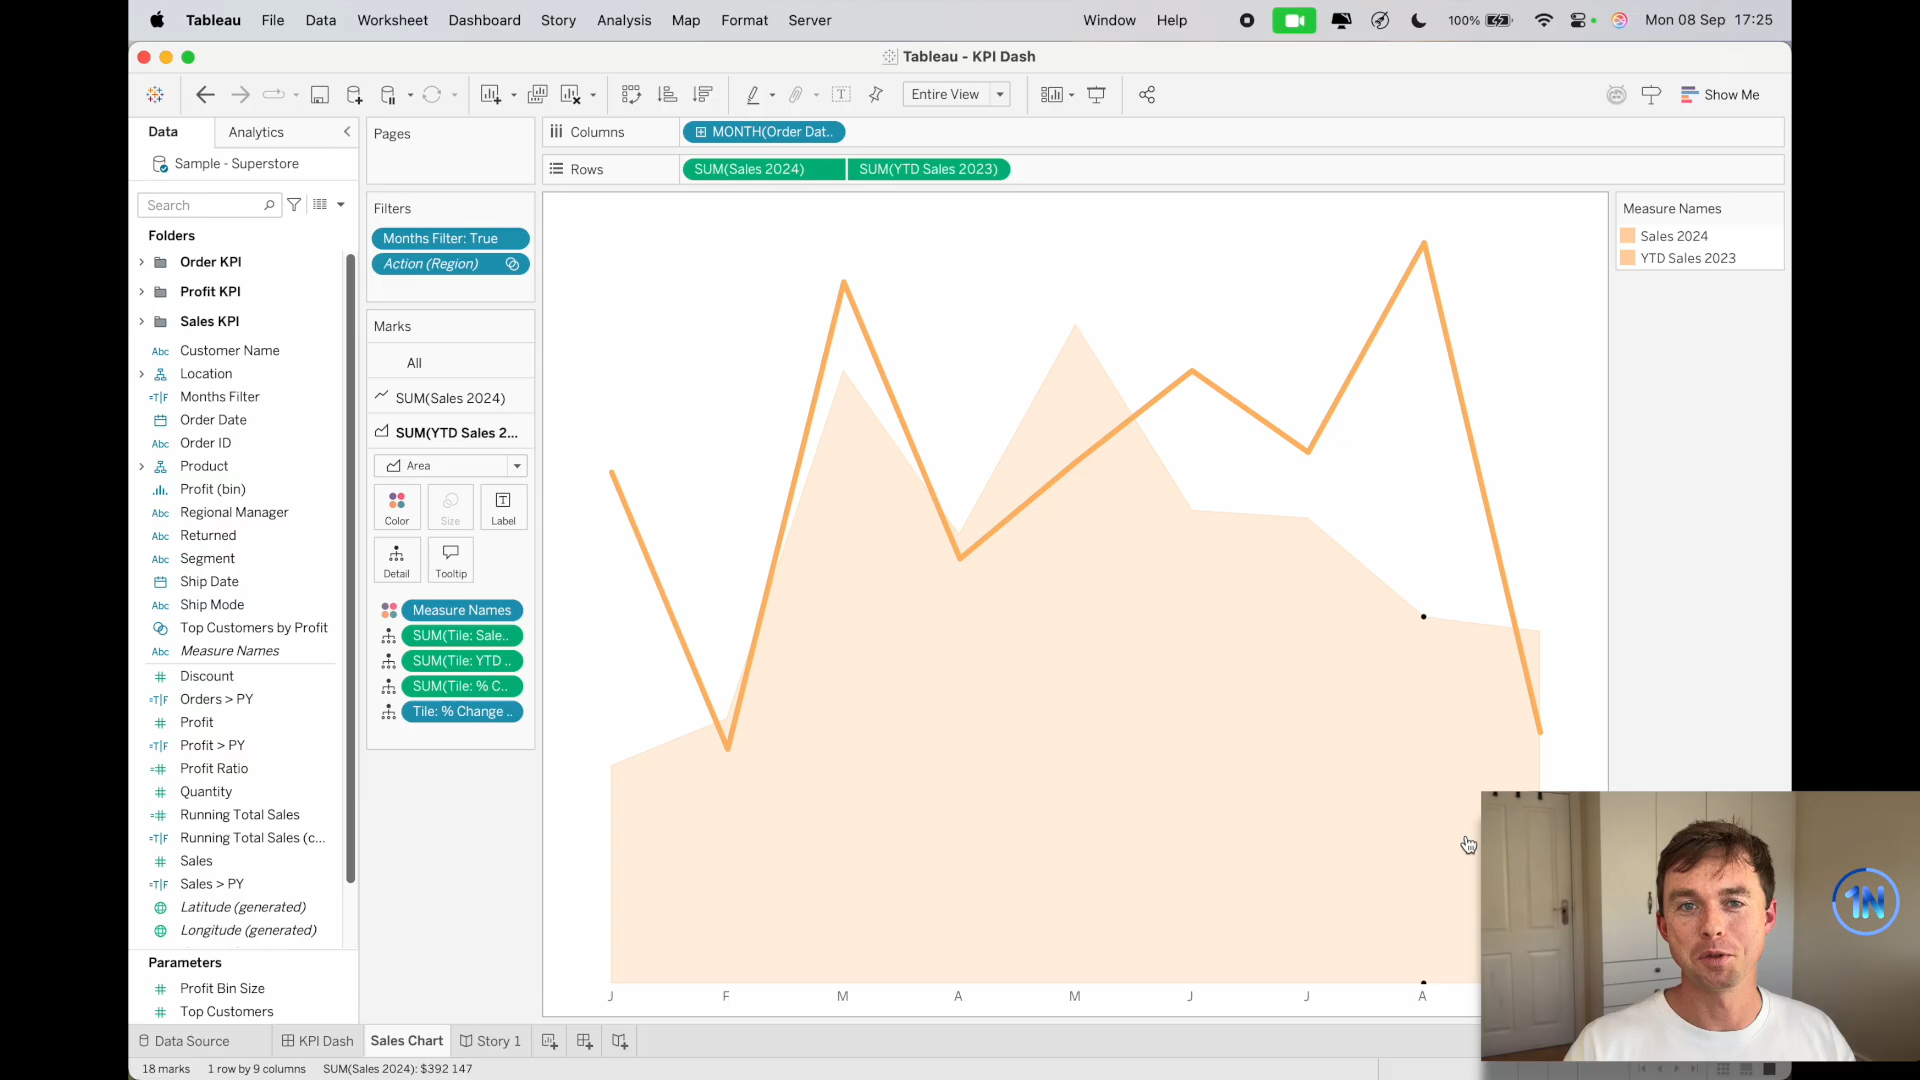 Tableau File Data Worksheet Dashboard Story Analysis Map Format Server Window Help 100% Mon 08 Sep 17:25
Tableau - KPI Dash
Entire View
Show Me
Data Analytics
Sample - Superstore
Search
Folders
Order KPI
Profit KPI
Sales KPI
Abc Customer Name
Location
=T|F Months Filter
Order Date
Abc Order ID
Product
Profit (bin)
Abc Regional Manager
Abc Returned
Abc Segment
Ship Date
Abc Ship Mode
Top Customers by Profit
Abc Measure Names
# Discount
=T|F Orders > PY
# Profit
=T|F Profit > PY
=# Profit Ratio
# Quantity
=# Running Total Sales
=T|F Running Total Sales (c...
# Sales
=T|F Sales > PY
Latitude (generated)
Longitude (generated)
Parameters
# Profit Bin Size
# Top Customers
Pages
Filters
Months Filter: True
Action (Region)
Marks
All
SUM(Sales 2024)
SUM(YTD Sales 2...
Area
Color Size Label
Detail Tooltip
Measure Names
SUM(Tile: Sale..
SUM(Tile: YTD ..
SUM(Tile: % C..
Tile: % Change ..
Columns MONTH(Order Dat..
Rows SUM(Sales 2024) SUM(YTD Sales 2023)
J F M A M J J A
Measure Names
Sales 2024
YTD Sales 2023
1N
Data Source KPI Dash Sales Chart Story 1
18 marks 1 row by 9 columns SUM(Sales 2024): $392 147